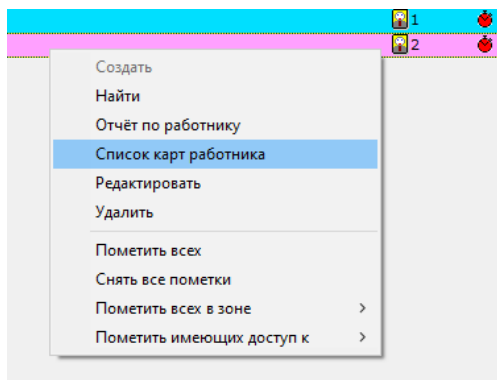 1
2
Создать
Найти
Отчёт по работнику
Список карт работника
Редактировать
Удалить
Пометить всех
Снять все пометки
Пометить всех в зоне
Пометить имеющих доступ к